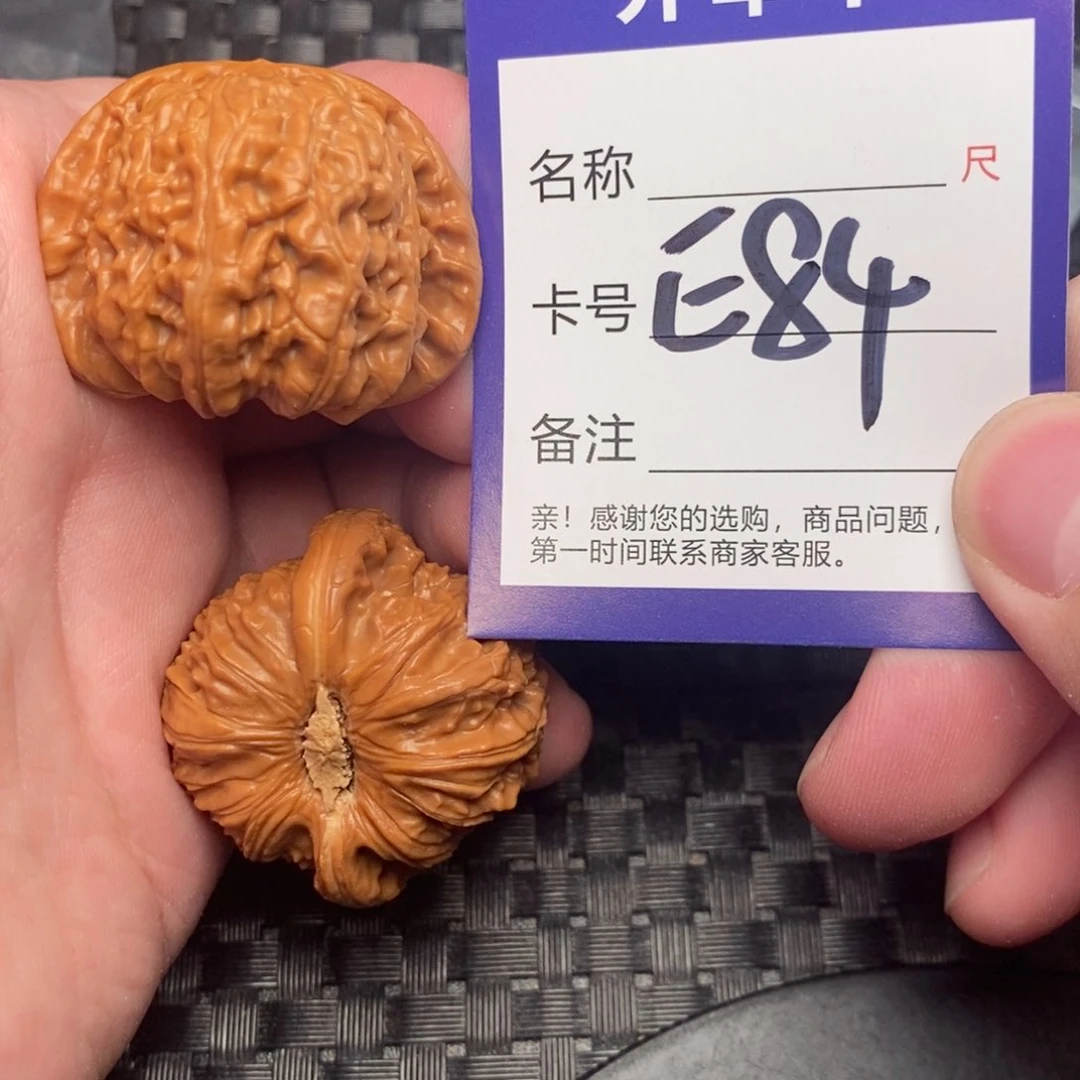 名称 尺
卡号 E84
备注
亲！感谢您的选购，商品问题，
第一时间联系商家客服。